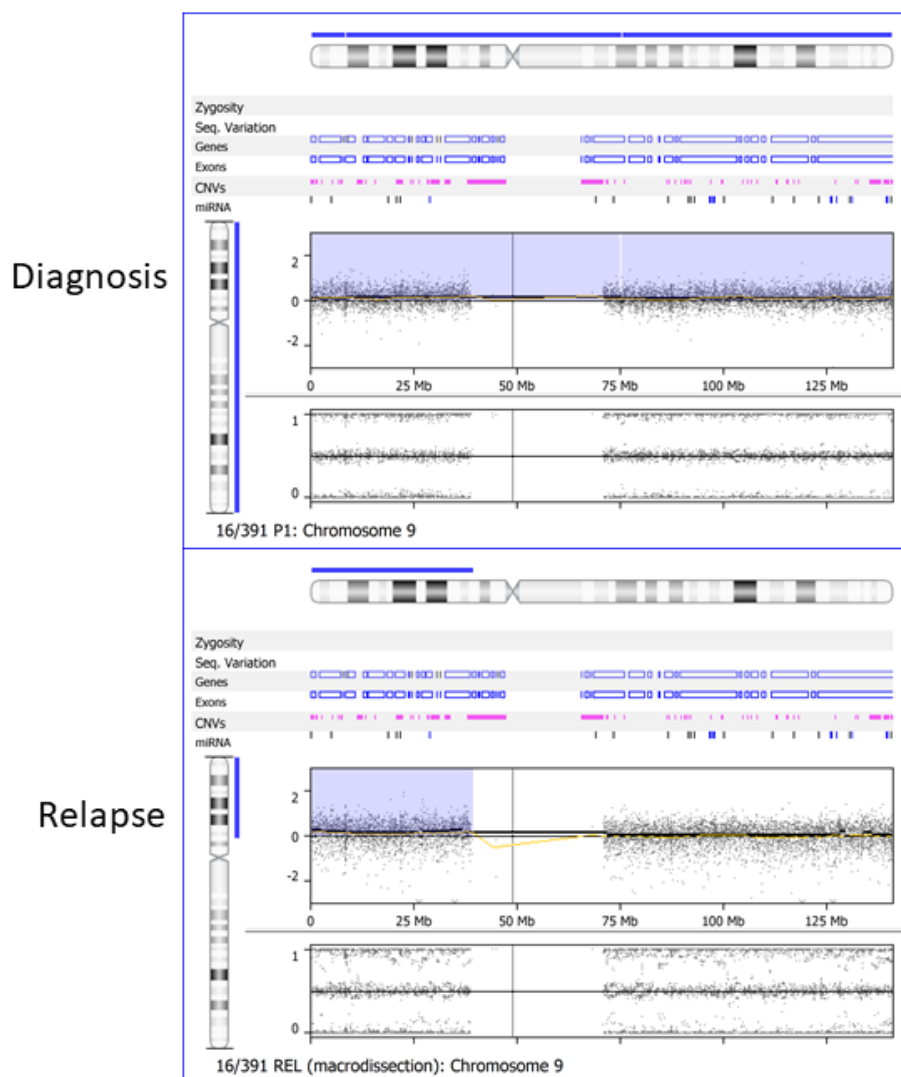 Zygosity
Seq. Variation
Genes
Exons
CNVs
miRNA
Diagnosis
2
0
-2
0 25 Mb 50 Mb 75 Mb 100 Mb 125 Mb
1
0
16/391 P1: Chromosome 9
Zygosity
Seq. Variation
Genes
Exons
CNVs
miRNA
Relapse
2
0
-2
0 25 Mb 50 Mb 75 Mb 100 Mb 125 Mb
1
0
16/391 REL (macrodissection): Chromosome 9